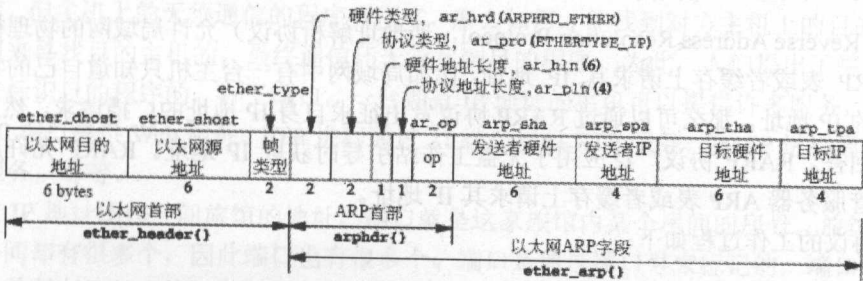 硬件类型, ar_hrd(ARPHRD_ETHER)
协议类型, ar_pro(ETHERTYPE_IP)
硬件地址长度, ar_hln(6)
协议地址长度, ar_pln(4)
ether_type
ether_dhost ether_shost ar_op arp_sha arp_spa arp_tha arp_tpa
以太网目的地址
以太网源地址
帧类型
op
发送者硬件地址
发送者IP地址
目标硬件地址
目标IP地址
6 bytes 6 2 2 2 1 1 2 6 4 6 4
以太网首部
ether_header{}
ARP首部
arphdr{}
以太网ARP字段
ether_arp{}